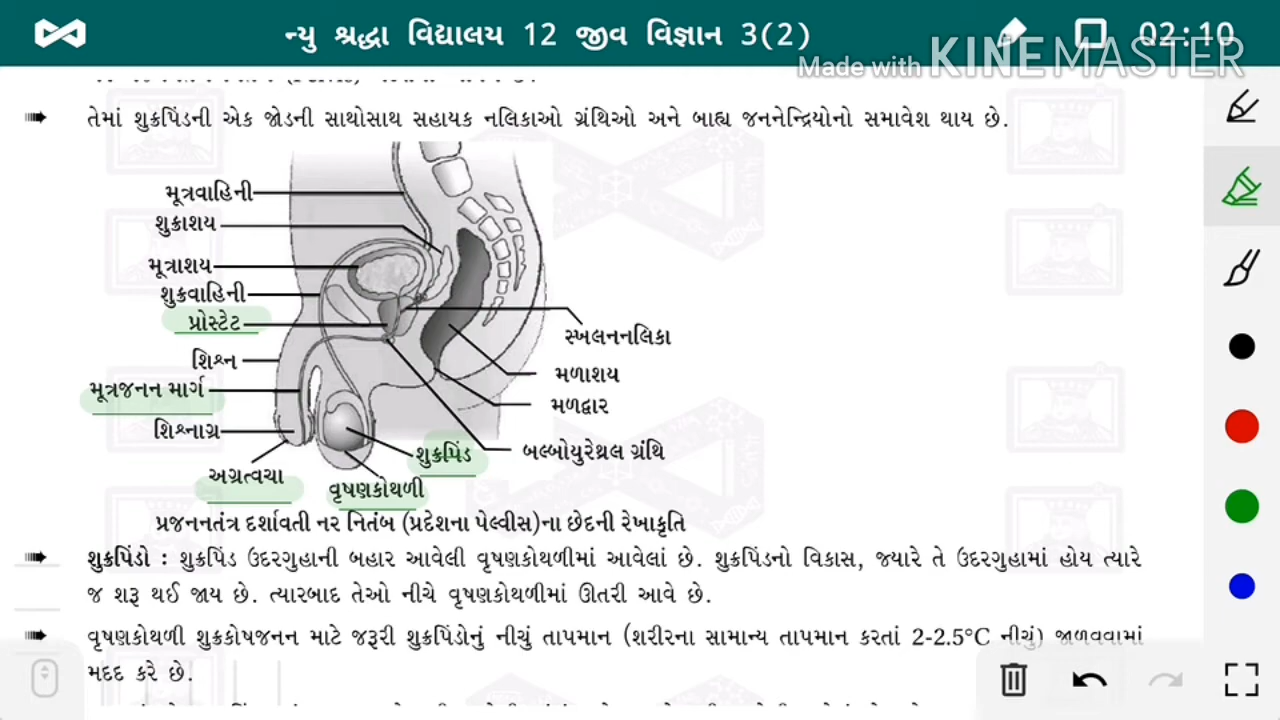 ન્યુ શ્રદ્ધા વિદ્યાલય 12 જીવ વિજ્ઞાન 3(2)
02:10
Made with KINEMASTER
તેમાં શુક્રપિંડની એક જોડની સાથોસાથ સહાયક નલિકાઓ ગ્રંથિઓ અને બાહ્ય જનનેન્દ્રિયોનો સમાવેશ થાય છે.
મૂત્રવાહિની
શુક્રાશય
મૂત્રાશય
શુક્રવાહિની
પ્રોસ્ટેટ
સ્ખલનનલિકા
શિશ્ન
મળાશય
મૂત્રજનન માર્ગ
મળદ્વાર
શિશ્નાગ્ર
શુક્રપિંડ
બલ્બોયુરેથ્રલ ગ્રંથિ
અગ્રત્વચા
વૃષણકોથળી
પ્રજનનતંત્ર દર્શાવતી નર નિતંબ (પ્રદેશના પેલ્વીસ)ના છેદની રેખાકૃતિ
શુક્રપિંડો : શુક્રપિંડ ઉદરગુહાની બહાર આવેલી વૃષણકોથળીમાં આવેલાં છે. શુક્રપિંડનો વિકાસ, જ્યારે તે ઉદરગુહામાં હોય ત્યારે
જ શરૂ થઈ જાય છે. ત્યારબાદ તેઓ નીચે વૃષણકોથળીમાં ઊતરી આવે છે.
વૃષણકોથળી શુક્રકોષજનન માટે જરૂરી શુક્રપિંડોનું નીચું તાપમાન (શરીરના સામાન્ય તાપમાન કરતાં 2-2.5°C નીચું) જાળવવામાં
મદદ કરે છે.